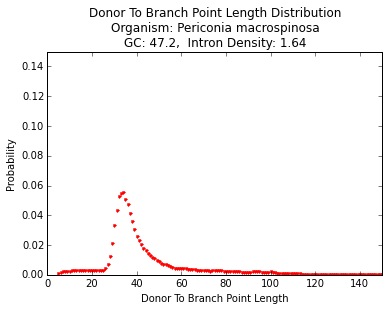 Donor To Branch Point Length Distribution
Organism: Periconia macrospinosa
GC: 47.2,  Intron Density: 1.64
0.14
0.12
0.10
0.08
0.06
0.04
0.02
0.00
Probability
0 20 40 60 80 100 120 140
Donor To Branch Point Length